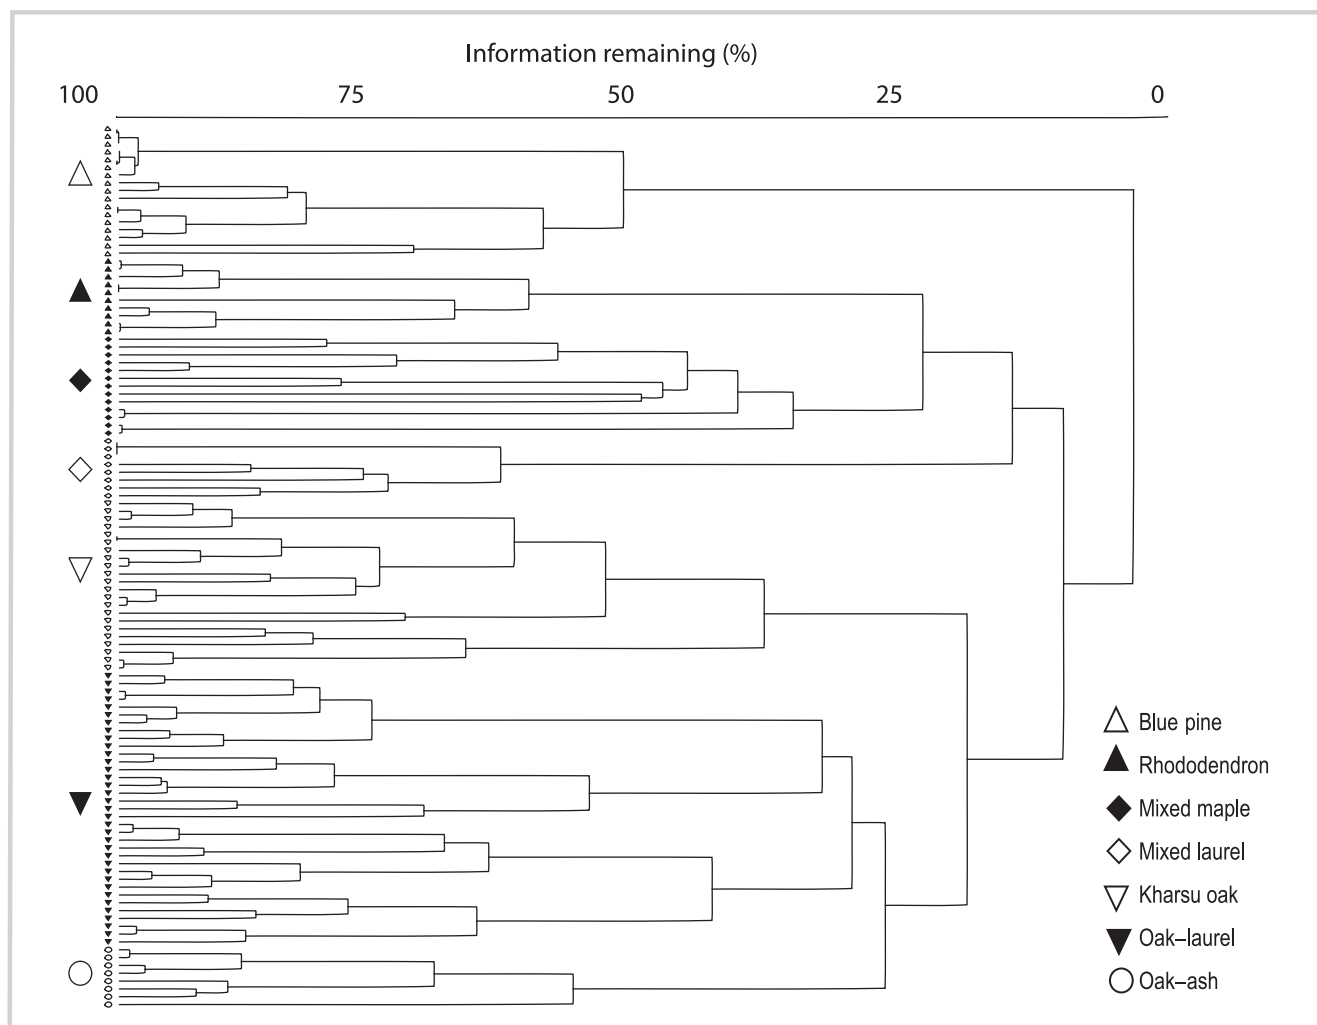 Information remaining (%)
100 75 50 25 0
Blue pine
Rhododendron
Mixed maple
Mixed laurel
Kharsu oak
Oak–laurel
Oak–ash